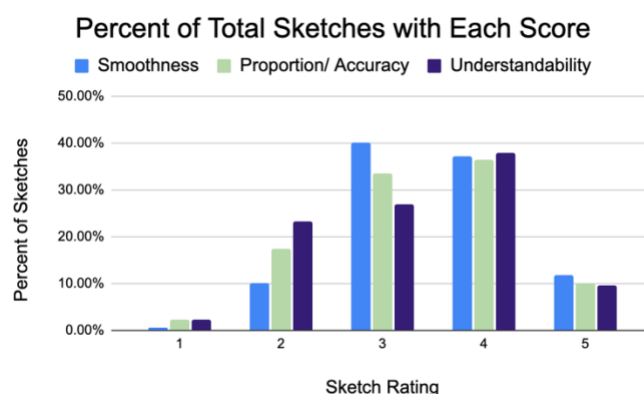 Percent of Total Sketches with Each Score
Smoothness Proportion/ Accuracy Understandability
50.00%
40.00%
30.00%
20.00%
10.00%
0.00%
Percent of Sketches
1 2 3 4 5
Sketch Rating